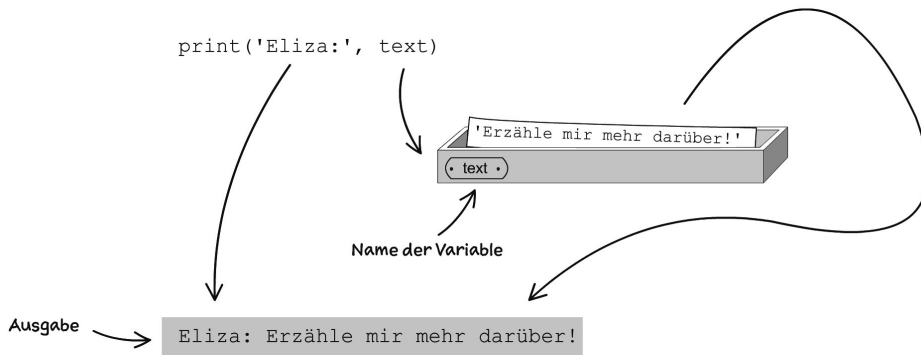 print('Eliza:', text)
'Erzähle mir mehr darüber!'
text
Name der Variable
Ausgabe
Eliza: Erzähle mir mehr darüber!